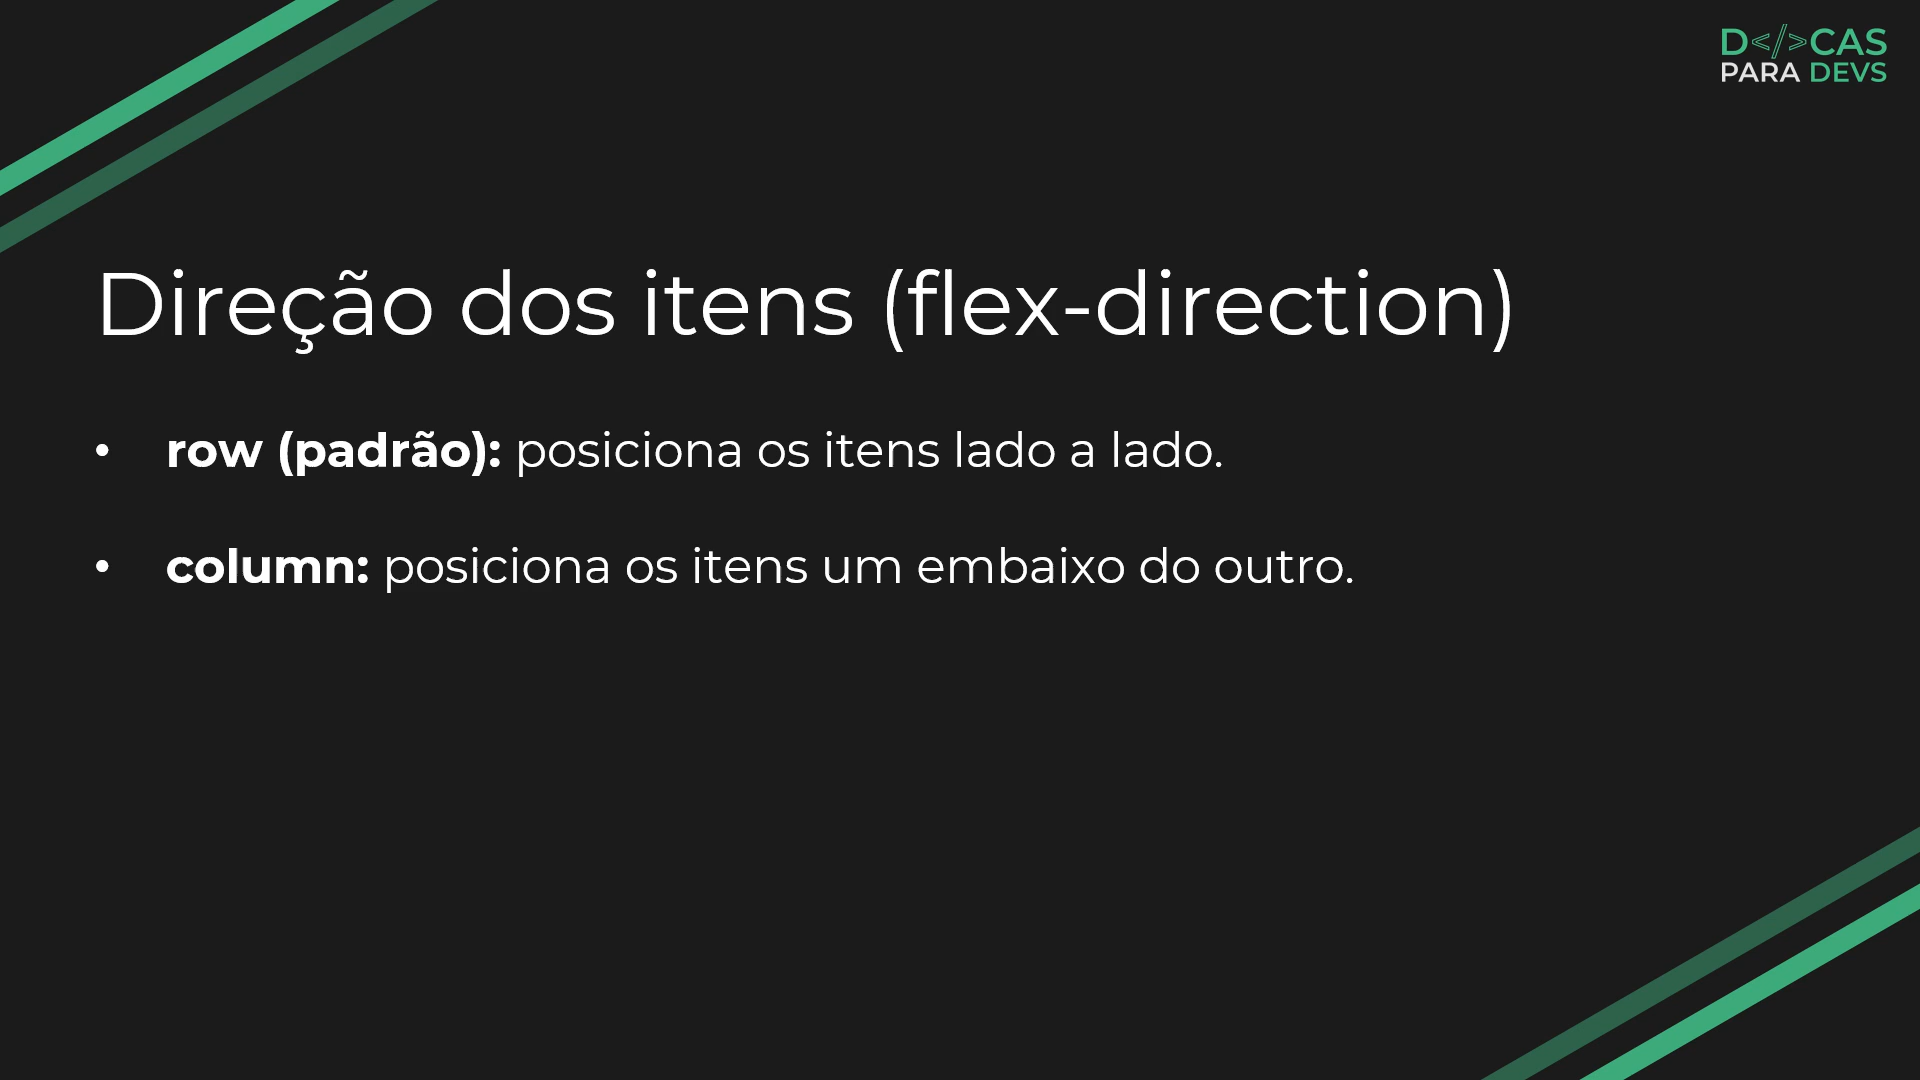 D</>CAS
PARA DEVS
Direção dos itens (flex-direction)
• row (padrão): posiciona os itens lado a lado.
• column: posiciona os itens um embaixo do outro.